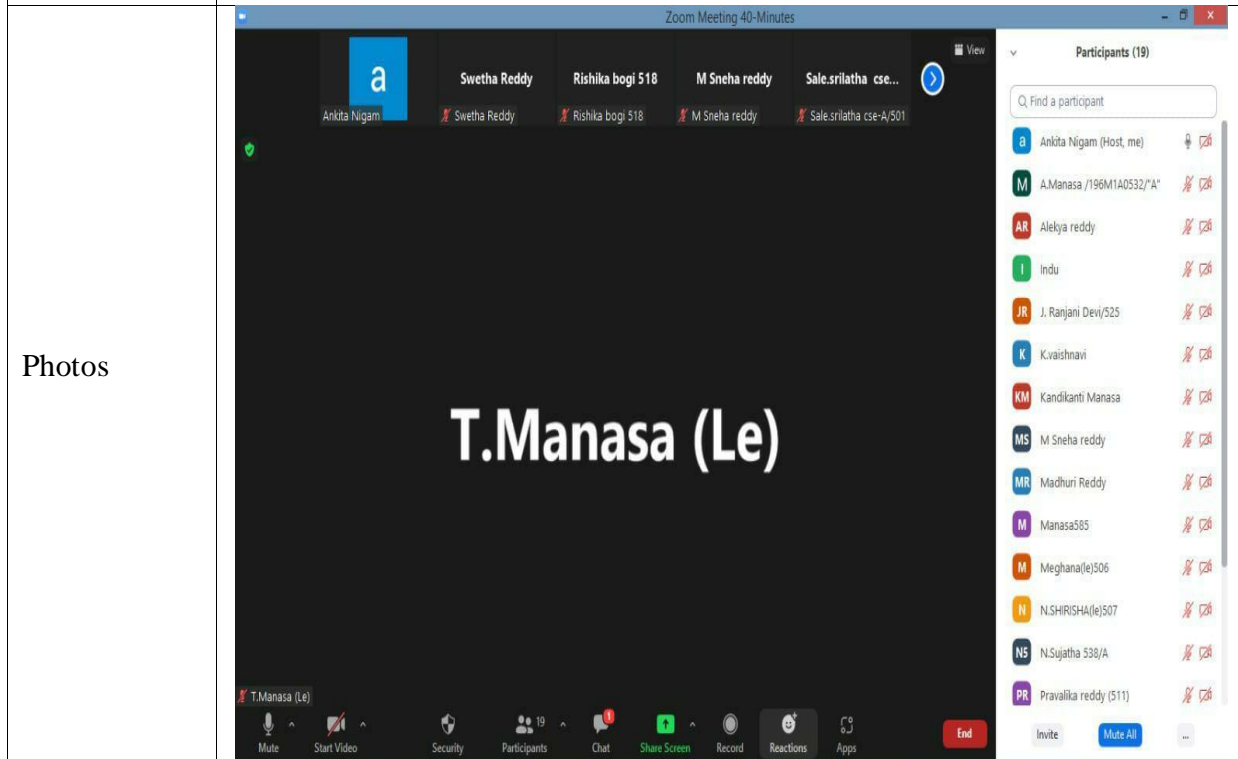 Photos
Zoom Meeting 40-Minutes
View
a
Ankita Nigam
Swetha Reddy
Swetha Reddy
Rishika bogi 518
Rishika bogi 518
M Sneha reddy
M Sneha reddy
Sale.srilatha cse...
Sale.srilatha cse-A/501
T.Manasa (Le)
T.Manasa (Le)
Mute
Start Video
Security
19
Participants
1
Chat
Share Screen
Record
Reactions
Apps
End
Participants (19)
Find a participant
a Ankita Nigam (Host, me)
M A.Manasa /196M1A0532/"A"
AR Alekya reddy
I Indu
JR J. Ranjani Devi/525
K K.vaishnavi
KM Kandikanti Manasa
MS M Sneha reddy
MR Madhuri Reddy
M Manasa585
M Meghana(le)506
N N.SHIRISHA(le)507
N5 N.Sujatha 538/A
PR Pravalika reddy (511)
Invite
Mute All
...